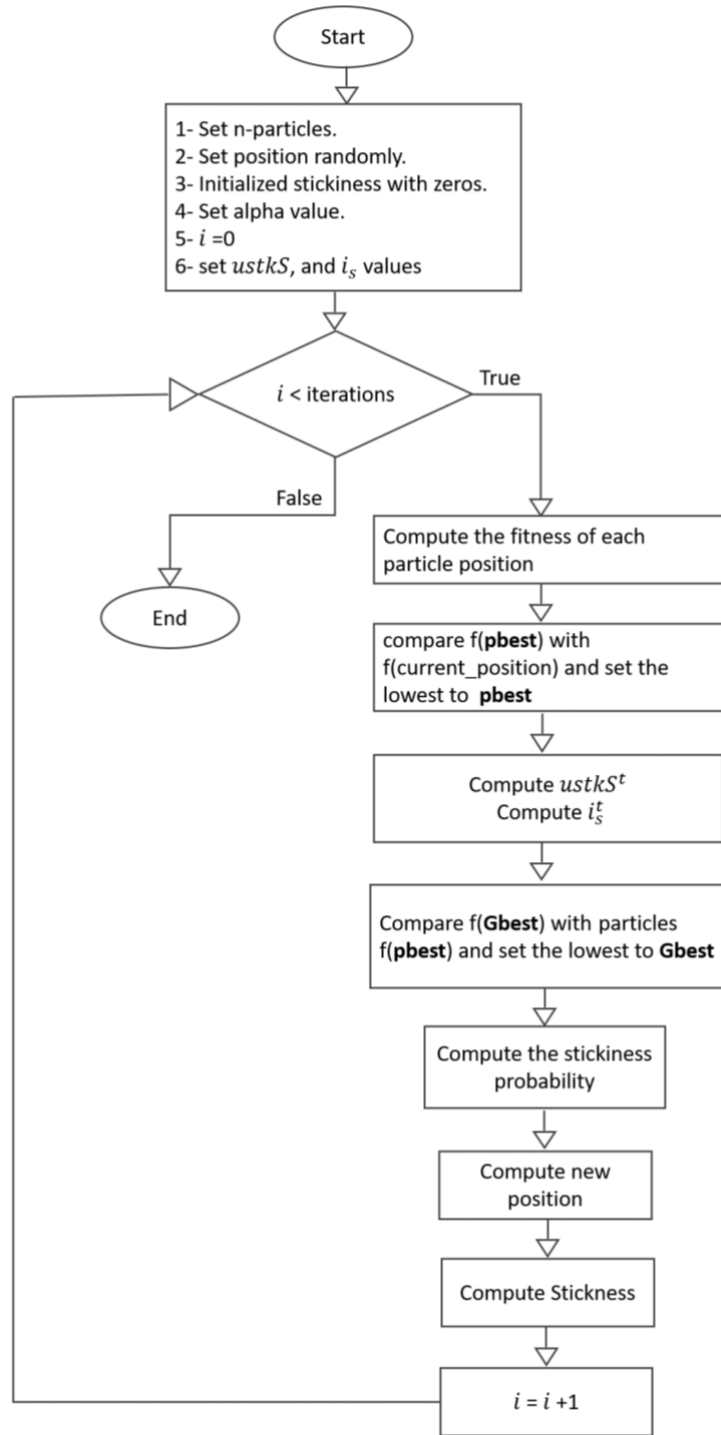 Start
1- Set n-particles.
2- Set position randomly.
3- Initialized stickiness with zeros.
4- Set alpha value.
5- i =0
6- set ustkS, and i_s values
i < iterations
True
False
End
Compute the fitness of each
particle position
compare f(pbest) with
f(current_position) and set the
lowest to pbest
Compute ustkS^t
Compute i_s^t
Compare f(Gbest) with particles
f(pbest) and set the lowest to Gbest
Compute the stickiness
probability
Compute new
position
Compute Stickness
i = i +1